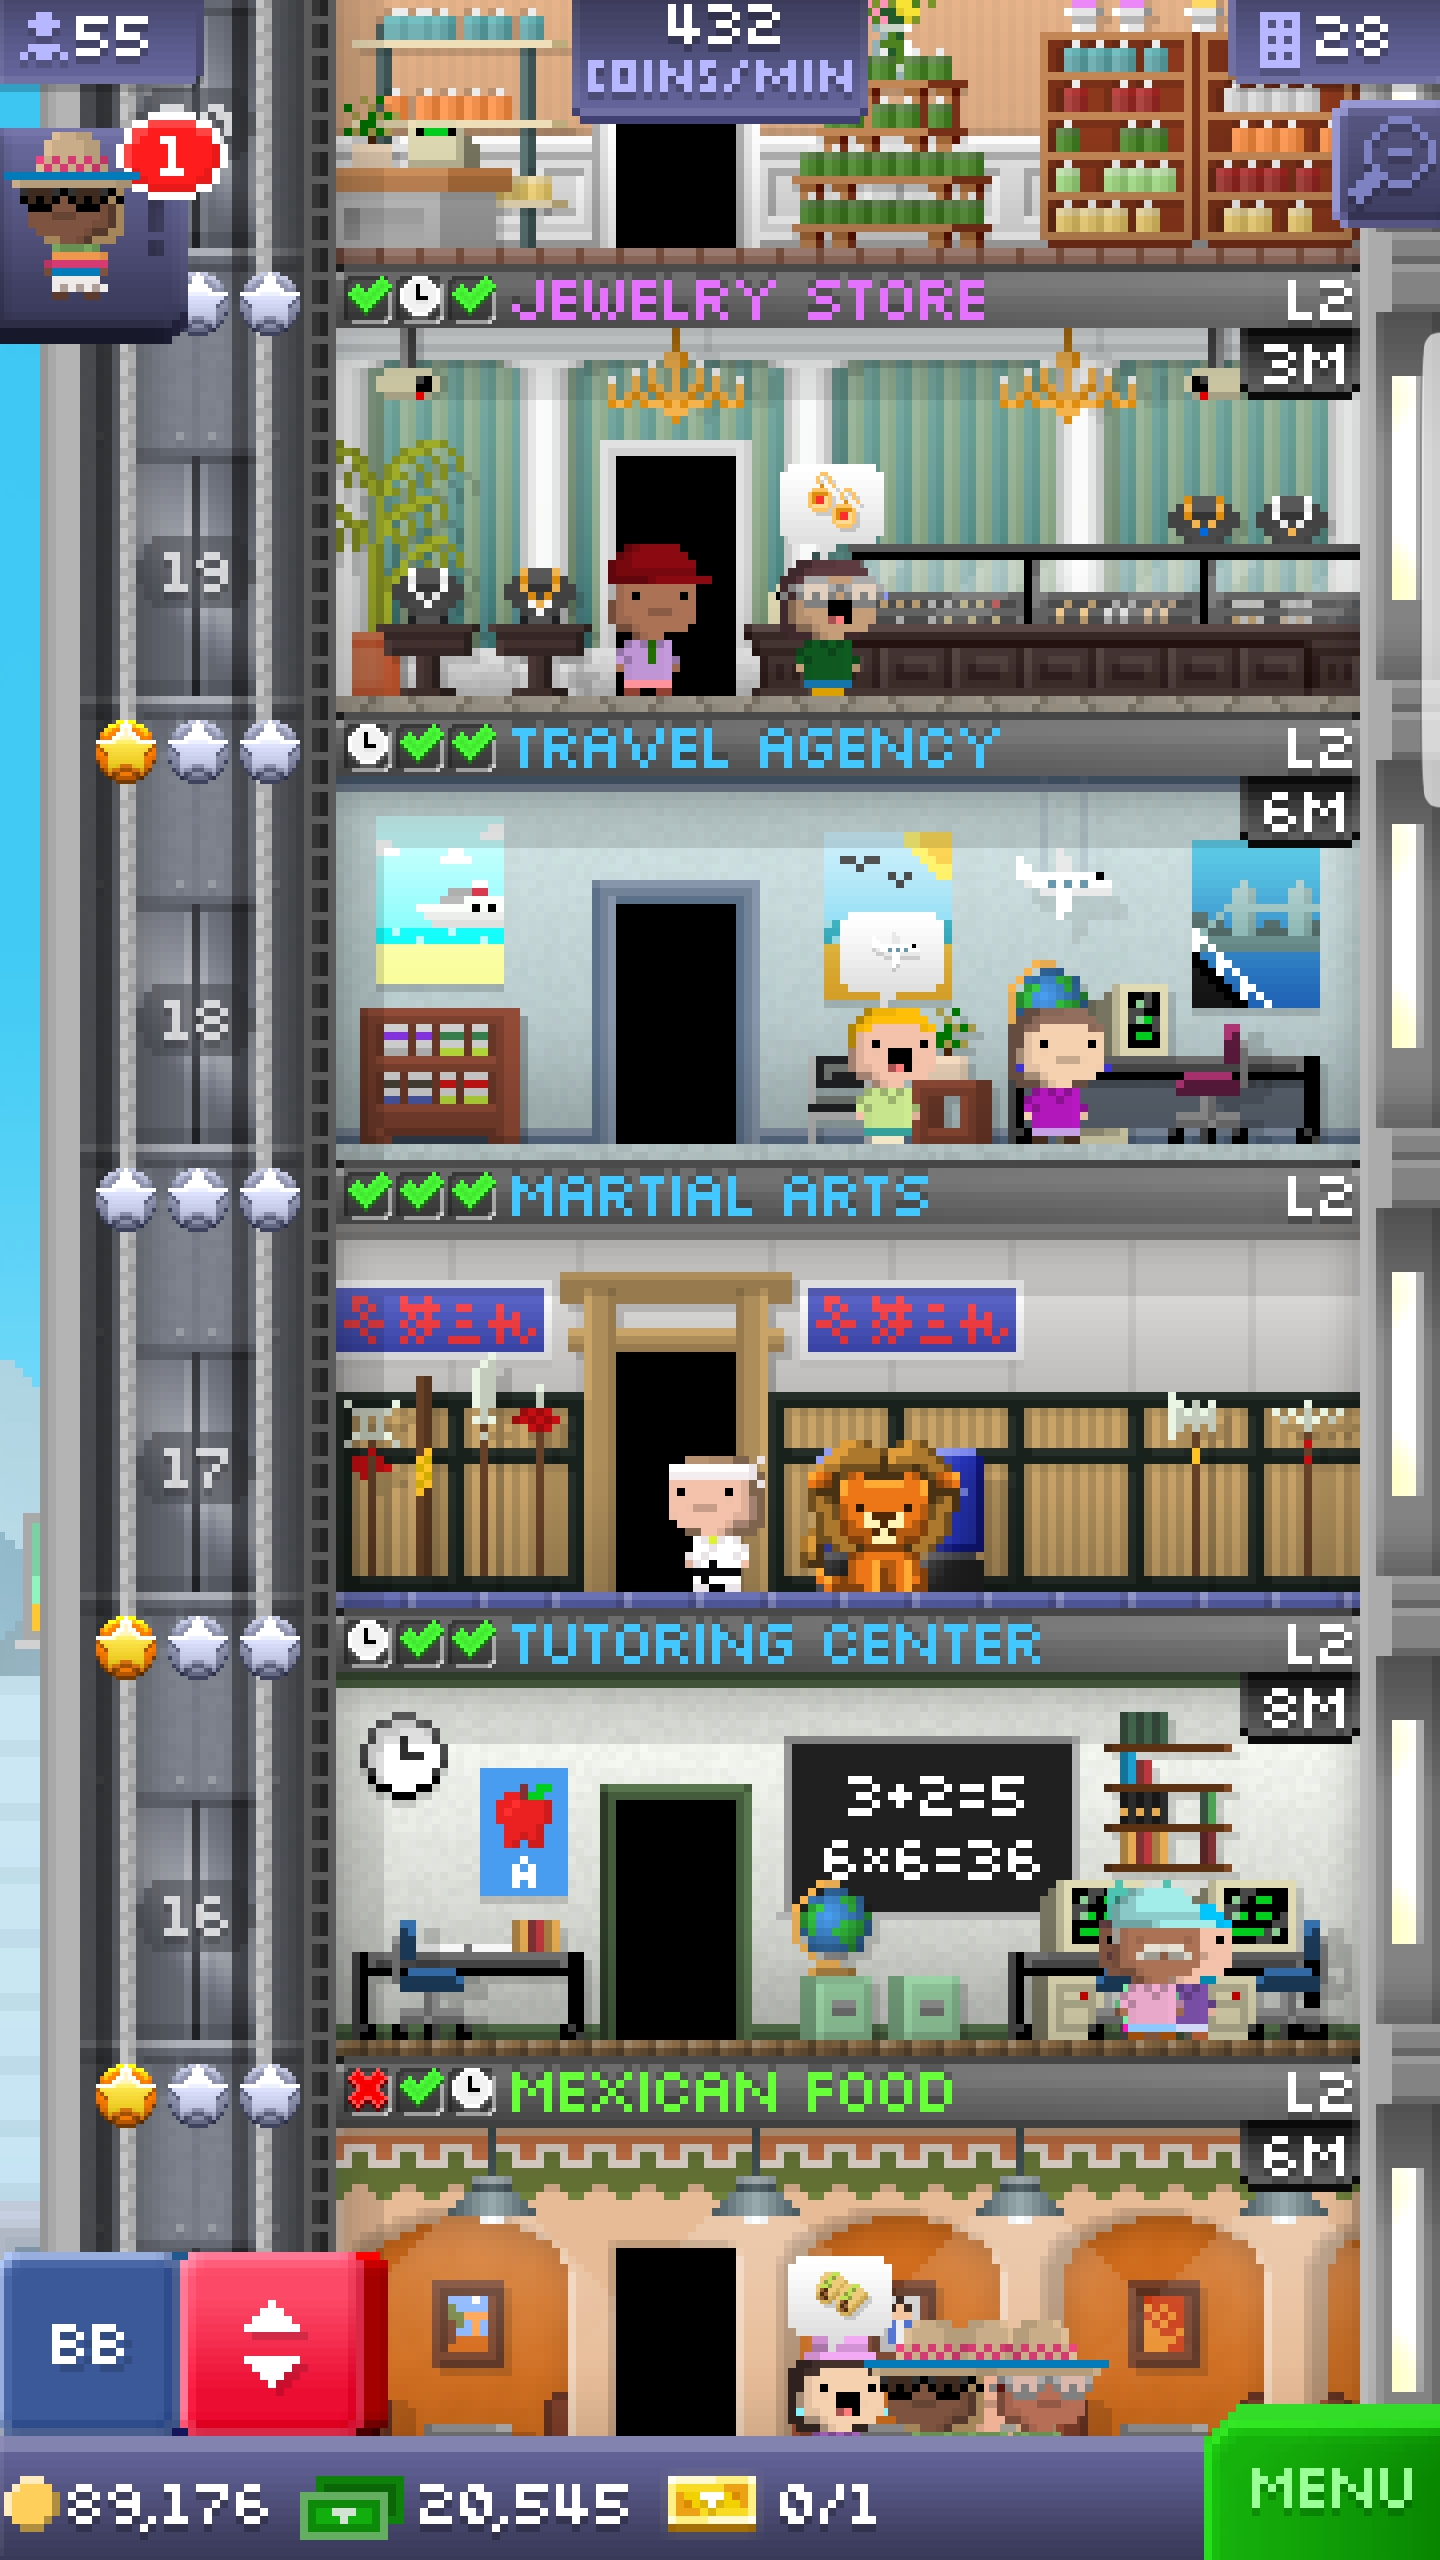 55
432
COINS/MIN
28
1
JEWELRY STORE
L2
3M
19
TRAVEL AGENCY
L2
6M
18
MARTIAL ARTS
L2
17
TUTORING CENTER
L2
8M
3+2=5
6×6=36
A
16
MEXICAN FOOD
L2
6M
BB
89,176
20,545
0/1
MENU